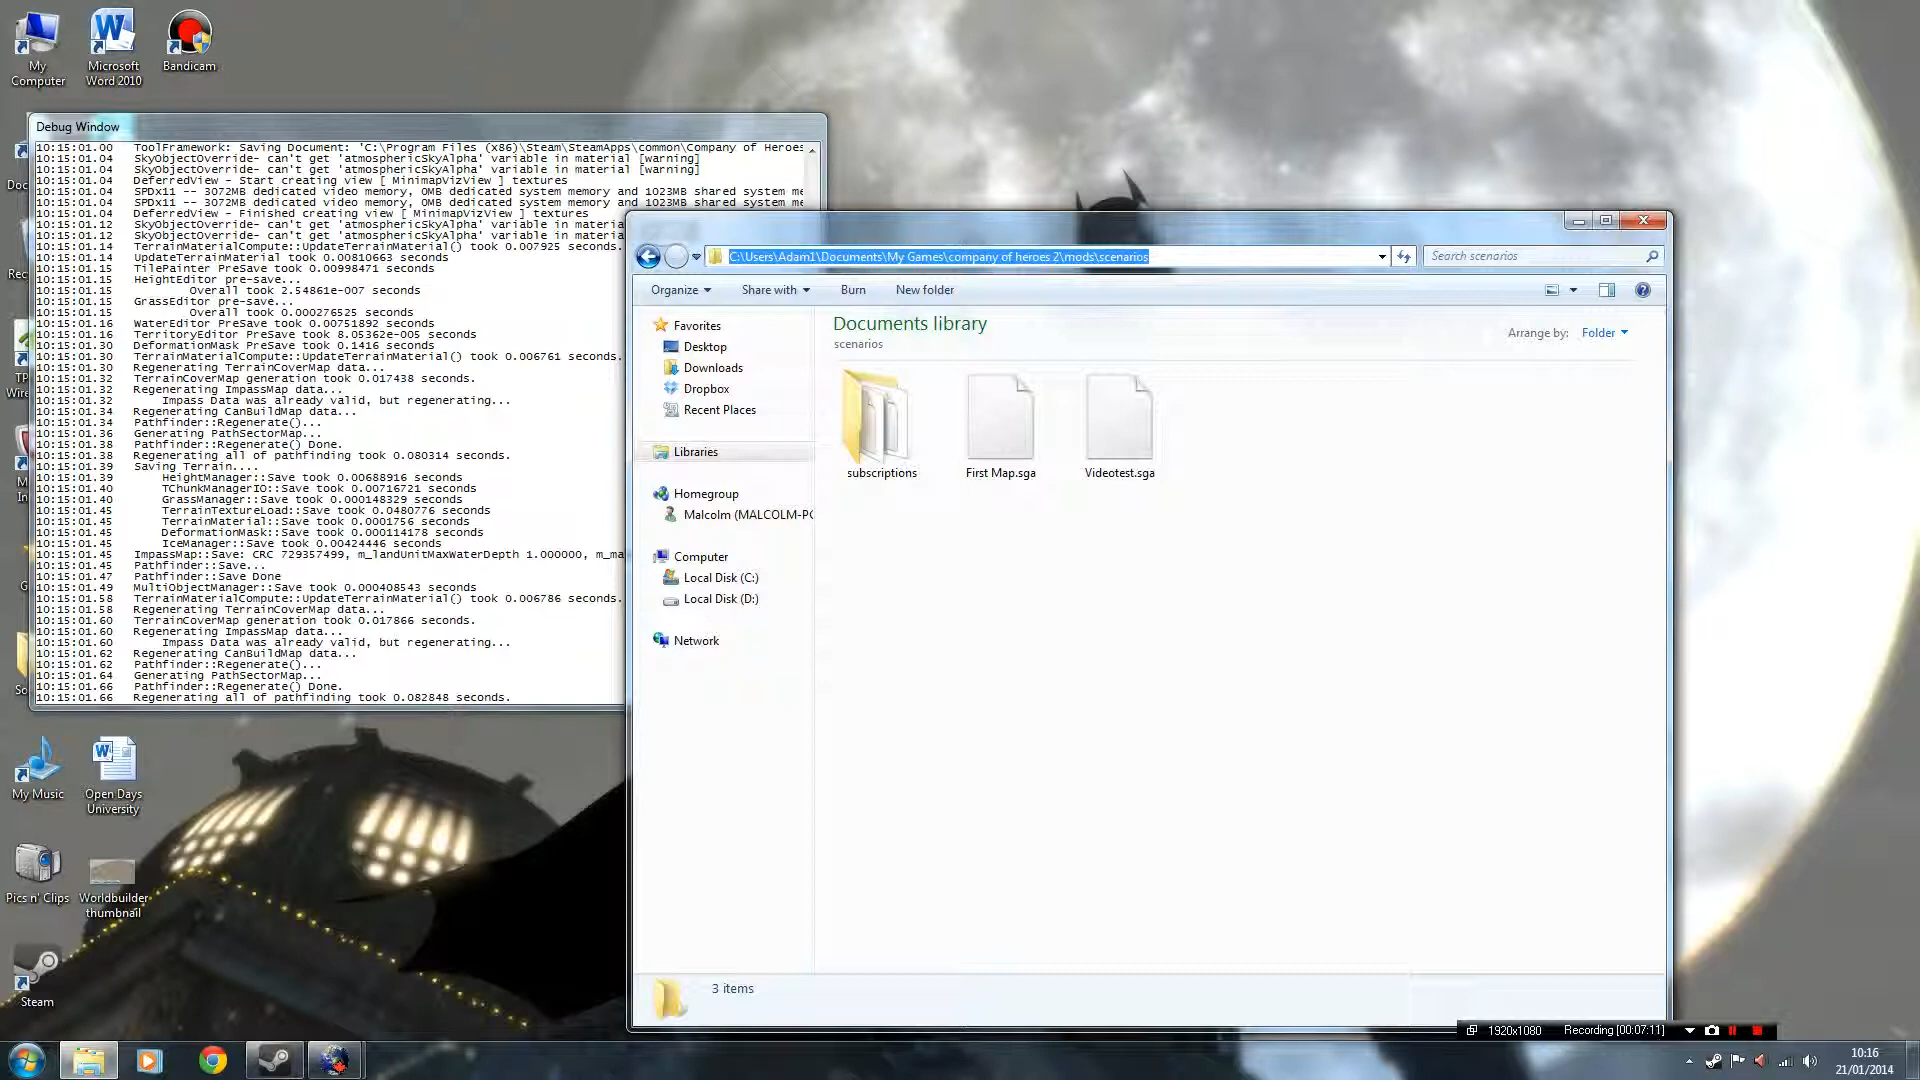 My Computer
Microsoft Word 2010
Bandicam
Debug Window
10:15:01.00 ToolFramework: Saving Document: 'C:\Program Files (x86)\Steam\SteamApps\common\Company of Heroes
10:15:01.04 SkyObjectOverride- can't get 'atmosphericSkyAlpha' variable in material [warning]
10:15:01.04 SkyObjectOverride- can't get 'atmosphericSkyAlpha' variable in material [warning]
10:15:01.04 DeferredView - Start creating view [ MinimapVizView ] textures
10:15:01.04 SPDx11 -- 3072MB dedicated video memory, 0MB dedicated system memory and 1023MB shared system me
10:15:01.04 SPDx11 -- 3072MB dedicated video memory, 0MB dedicated system memory and 1023MB shared system me
10:15:01.04 DeferredView - Finished creating view [ MinimapVizView ] textures
10:15:01.12 SkyObjectOverride- can't get 'atmosphericSkyAlpha' variable in materia
10:15:01.12 SkyObjectOverride- can't get 'atmosphericSkyAlpha' variable in materia
10:15:01.14 TerrainMaterialCompute::UpdateTerrainMaterial() took 0.007925 seconds.
10:15:01.14 UpdateTerrainMaterial took 0.00810663 seconds
10:15:01.15 TilePainter PreSave took 0.00998471 seconds
10:15:01.15 HeightEditor pre-save...
10:15:01.15 Overall took 2.54861e-007 seconds
10:15:01.15 GrassEditor pre-save...
10:15:01.15 Overall took 0.000276525 seconds
10:15:01.16 WaterEditor PreSave took 0.00751892 seconds
10:15:01.16 TerritoryEditor PreSave took 8.05362e-005 seconds
10:15:01.30 DeformationMask PreSave took 0.1416 seconds
10:15:01.30 TerrainMaterialCompute::UpdateTerrainMaterial() took 0.006761 seconds.
10:15:01.30 Regenerating TerrainCoverMap data...
10:15:01.32 TerrainCoverMap generation took 0.017438 seconds.
10:15:01.32 Regenerating ImpassMap data...
10:15:01.32 Impass Data was already valid, but regenerating...
10:15:01.34 Regenerating CanBuildMap data...
10:15:01.34 Pathfinder::Regenerate()...
10:15:01.36 Generating PathSectorMap...
10:15:01.38 Pathfinder::Regenerate() Done.
10:15:01.38 Regenerating all of pathfinding took 0.080314 seconds.
10:15:01.39 Saving Terrain....
10:15:01.39 HeightManager::Save took 0.00688916 seconds
10:15:01.40 TChunkManagerIO::Save took 0.00716721 seconds
10:15:01.40 GrassManager::Save took 0.000148329 seconds
10:15:01.45 TerrainTextureLoad::Save took 0.0480776 seconds
10:15:01.45 TerrainMaterial::Save took 0.0001756 seconds
10:15:01.45 DeformationMask::Save took 0.000114178 seconds
10:15:01.45 IceManager::Save took 0.00424446 seconds
10:15:01.45 ImpassMap::Save: CRC 729357499, m_landUnitMaxWaterDepth 1.000000, m_ma
10:15:01.45 Pathfinder::Save...
10:15:01.47 Pathfinder::Save Done
10:15:01.49 MultiObjectManager::Save took 0.000408543 seconds
10:15:01.58 TerrainMaterialCompute::UpdateTerrainMaterial() took 0.006786 seconds.
10:15:01.58 Regenerating TerrainCoverMap data...
10:15:01.60 TerrainCoverMap generation took 0.017866 seconds.
10:15:01.60 Regenerating ImpassMap data...
10:15:01.60 Impass Data was already valid, but regenerating...
10:15:01.62 Regenerating CanBuildMap data...
10:15:01.62 Pathfinder::Regenerate()...
10:15:01.64 Generating PathSectorMap...
10:15:01.66 Pathfinder::Regenerate() Done.
10:15:01.66 Regenerating all of pathfinding took 0.082848 seconds.
C:\Users\Adam1\Documents\My Games\company of heroes 2\mods\scenarios
Search scenarios
Organize Share with Burn New folder
Favorites
Desktop
Downloads
Dropbox
Recent Places
Libraries
Homegroup
Malcolm (MALCOLM-PC
Computer
Local Disk (C:)
Local Disk (D:)
Network
Documents library
scenarios
Arrange by: Folder
subscriptions
First Map.sga
Videotest.sga
3 items
My Music
Open Days University
Pics n' Clips
Worldbuilder thumbnail
Steam
1920x1080 Recording [00:07:11]
10:16
21/01/2014